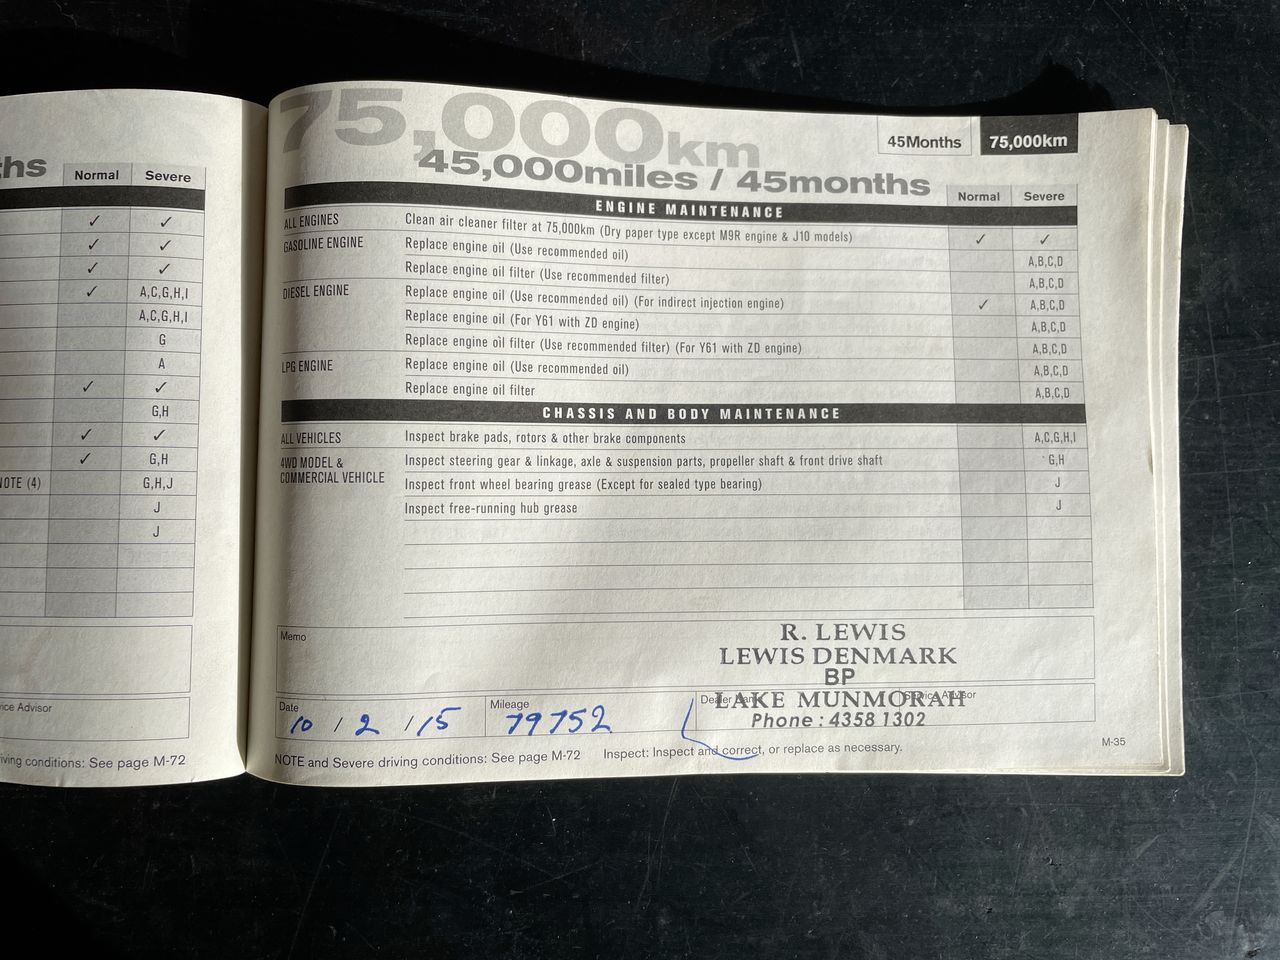 ths
Normal Severe
✓ ✓
✓ ✓
✓ ✓
✓ A,C,G,H,I
A,C,G,H,I
G
A
✓ ✓
G,H
✓ ✓
✓ G,H
NOTE (4) G,H,J
J
J
ice Advisor
iving conditions: See page M-72
75,000km
45,000miles / 45months
45Months 75,000km
Normal Severe
ENGINE MAINTENANCE
ALL ENGINES Clean air cleaner filter at 75,000km (Dry paper type except M9R engine & J10 models) ✓ ✓
GASOLINE ENGINE Replace engine oil (Use recommended oil) A,B,C,D
Replace engine oil filter (Use recommended filter) A,B,C,D
DIESEL ENGINE Replace engine oil (Use recommended oil) (For indirect injection engine) ✓ A,B,C,D
Replace engine oil (For Y61 with ZD engine) A,B,C,D
Replace engine oil filter (Use recommended filter) (For Y61 with ZD engine) A,B,C,D
LPG ENGINE Replace engine oil (Use recommended oil) A,B,C,D
Replace engine oil filter A,B,C,D
CHASSIS AND BODY MAINTENANCE
ALL VEHICLES Inspect brake pads, rotors & other brake components A,C,G,H,I
4WD MODEL & Inspect steering gear & linkage, axle & suspension parts, propeller shaft & front drive shaft G,H
COMMERCIAL VEHICLE Inspect front wheel bearing grease (Except for sealed type bearing) J
Inspect free-running hub grease J
Memo
R. LEWIS
LEWIS DENMARK
BP
LAKE MUNMORAH
Phone : 4358 1302
Date 10 / 2 / 15
Mileage 79752
Dealer Name
Service Advisor
NOTE and Severe driving conditions: See page M-72 Inspect: Inspect and correct, or replace as necessary.
M-35